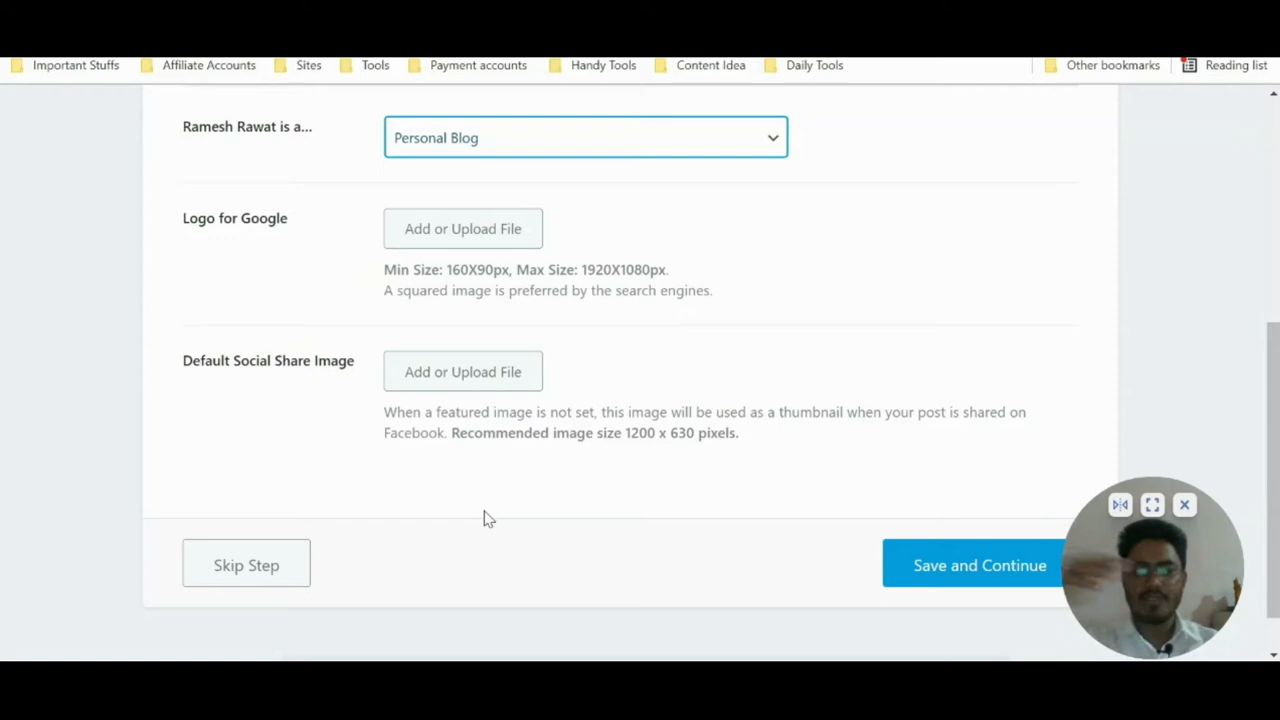 Important Stuffs Affiliate Accounts Sites Tools Payment accounts Handy Tools Content Idea Daily Tools Other bookmarks Reading list
Ramesh Rawat is a... Personal Blog
Logo for Google Add or Upload File
Min Size: 160X90px, Max Size: 1920X1080px.
A squared image is preferred by the search engines.
Default Social Share Image Add or Upload File
When a featured image is not set, this image will be used as a thumbnail when your post is shared on
Facebook. Recommended image size 1200 x 630 pixels.
Skip Step Save and Continue